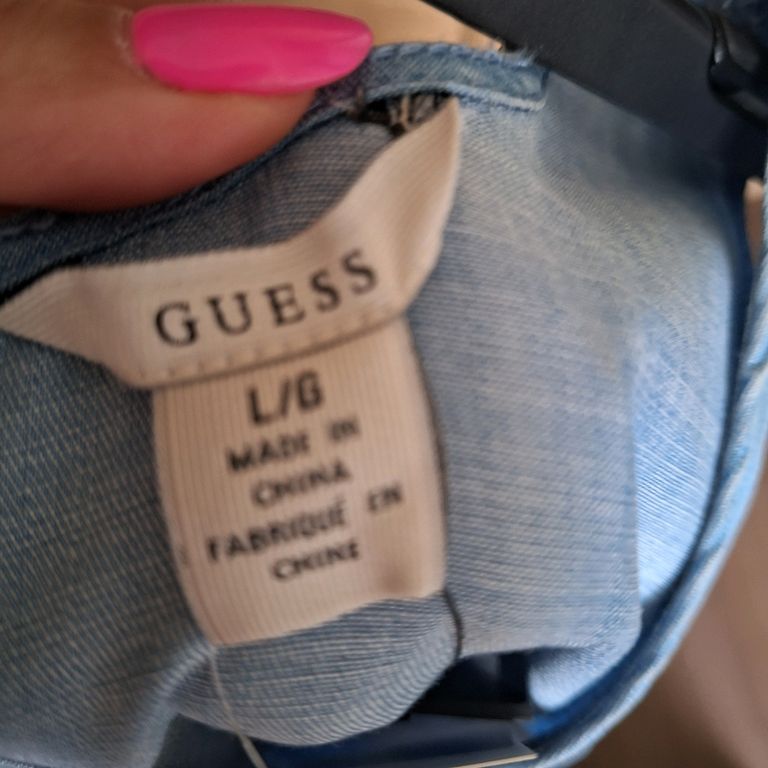 GUESS
L/G
MADE IN
CHINA
FABRIQUÉ EN
CHINE